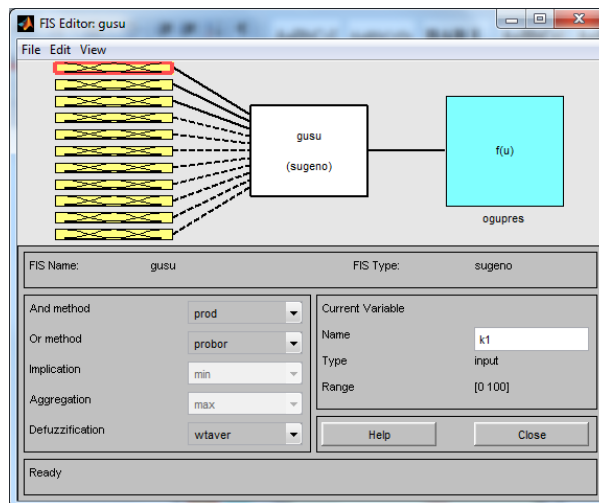 FIS Editor: gusu
File Edit View
gusu
(sugeno)
f(u)
ogupres
FIS Name: gusu FIS Type: sugeno
And method prod
Or method probor
Implication min
Aggregation max
Defuzzification wtaver
Current Variable
Name k1
Type input
Range [0 100]
Help Close
Ready